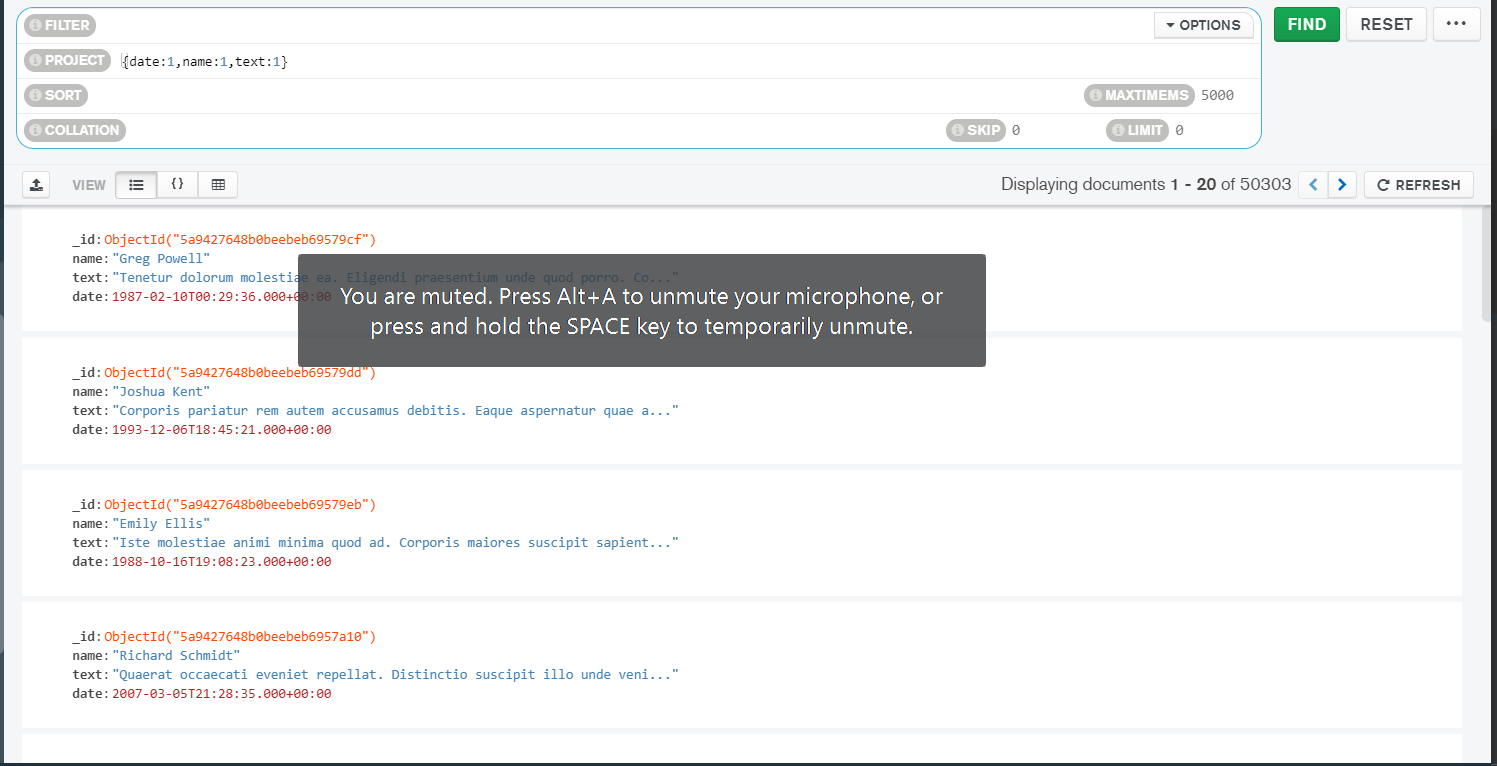 FILTER
OPTIONS
FIND
RESET
PROJECT {date:1,name:1,text:1}
SORT
MAXTIMEMS 5000
COLLATION
SKIP 0
LIMIT 0
VIEW
{}
Displaying documents 1 - 20 of 50303
REFRESH
_id:ObjectId("5a9427648b0beebeb69579cf")
name:"Greg Powell"
text:"Tenetur dolorum molestiae ea. Eligendi praesentium unde quod porro. Co..."
date:1987-02-10T00:29:36.000+00:00
You are muted. Press Alt+A to unmute your microphone, or
press and hold the SPACE key to temporarily unmute.
_id:ObjectId("5a9427648b0beebeb69579dd")
name:"Joshua Kent"
text:"Corporis pariatur rem autem accusamus debitis. Eaque aspernatur quae a..."
date:1993-12-06T18:45:21.000+00:00
_id:ObjectId("5a9427648b0beebeb69579eb")
name:"Emily Ellis"
text:"Iste molestiae animi minima quod ad. Corporis maiores suscipit sapient..."
date:1988-10-16T19:08:23.000+00:00
_id:ObjectId("5a9427648b0beebeb6957a10")
name:"Richard Schmidt"
text:"Quaerat occaecati eveniet repellat. Distinctio suscipit illo unde veni..."
date:2007-03-05T21:28:35.000+00:00